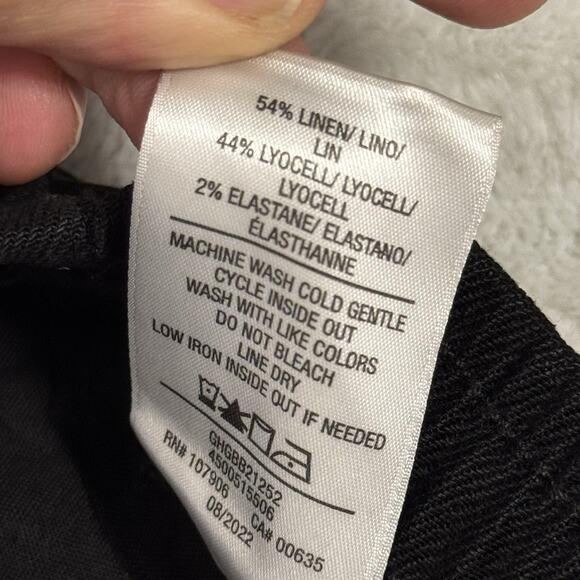 54% LINEN/ LINO/
LIN
44% LYOCELL/ LYOCELL/
LYOCELL
2% ELASTANE/ ELASTANO/
ÉLASTHANNE
MACHINE WASH COLD GENTLE
CYCLE INSIDE OUT
WASH WITH LIKE COLORS
DO NOT BLEACH
LINE DRY
LOW IRON INSIDE OUT IF NEEDED
GHGBB21252
4500515506
RN# 107906 CA# 00635
08/2022